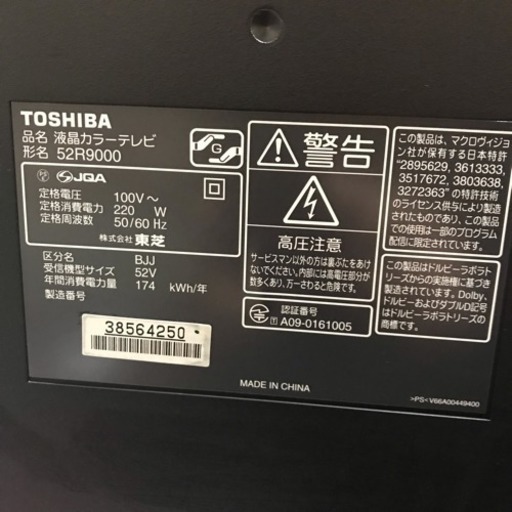 TOSHIBA
品名 液晶カラーテレビ
形名 52R9000
G
JQA
定格電圧 100V～
定格消費電力 220 W
定格周波数 50/60 Hz
株式会社 東芝
区分名 BJJ
受信機型サイズ 52V
年間消費電力量 174 kWh/年
製造番号
38564250
警告
高圧注意
サービスマン以外の方は裏ぶたをあけないで
ください。内部には高電圧部分が
数多くあり、万一さわると危険です。
認証番号
A09-0161005
この製品は、マクロヴィジョ
ン社が保有する日本特許
"2895629, 3613333,
3517672, 3803638,
3272363" の特許技術
のライセンス供与により製造
されています。この製品で
の使用は一部のプログラム
配信に限定されます。
この製品は、ドルビーラボラト
リーズからの実施権に基づき
製造されています。Dolby、
ドルビーおよびダブルD記号
はドルビーラボラトリーズの
商標です。
MADE IN CHINA
>PS< V66A00449400